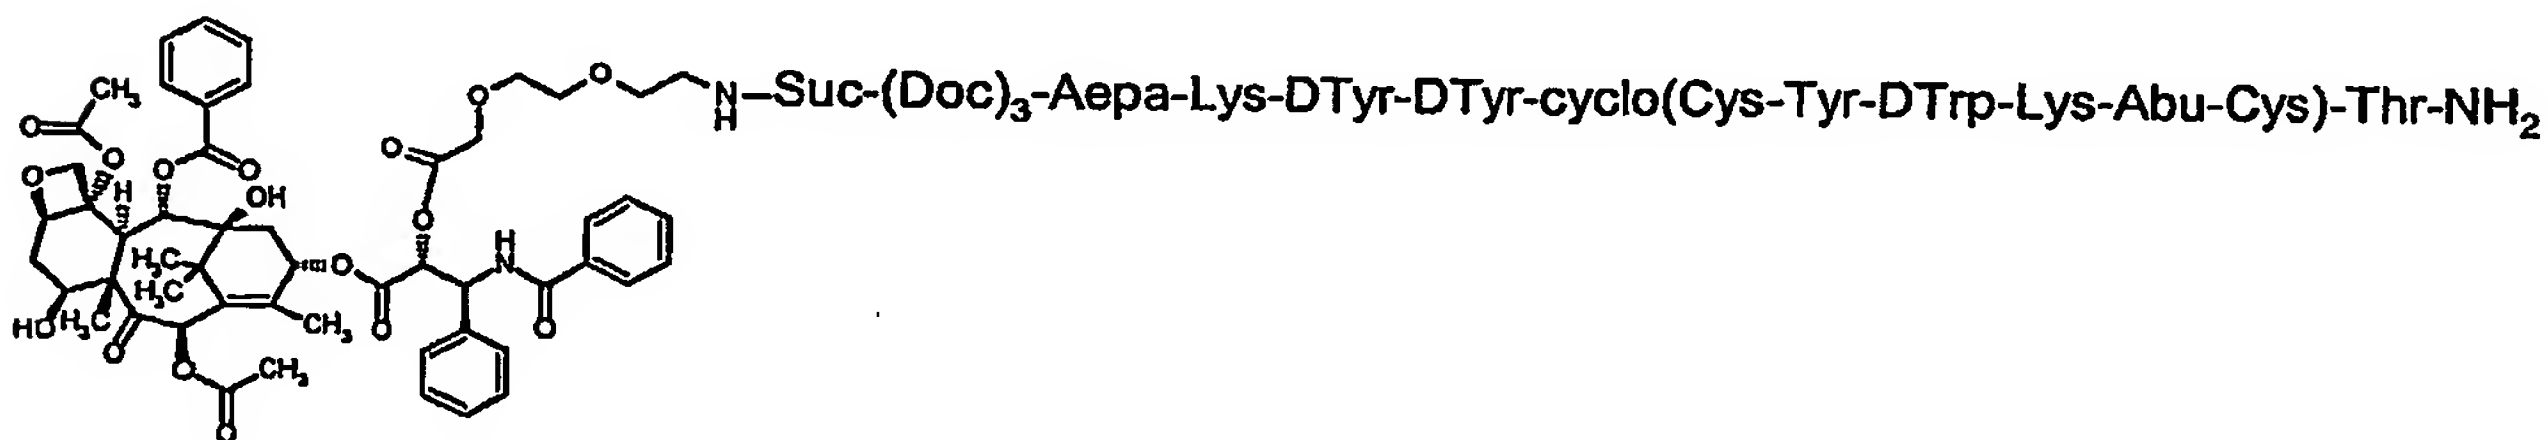 CH3
O
O
O
O
H
O
O
OH
O
O
O
O
NH-Suc-(Doc)3-Aepa-Lys-DTyr-DTyr-cyclo(Cys-Tyr-DTrp-Lys-Abu-Cys)-Thr-NH2
H3C
H3C
O
O
H
N
O
HO
H3C
O
CH3
O
CH3
O